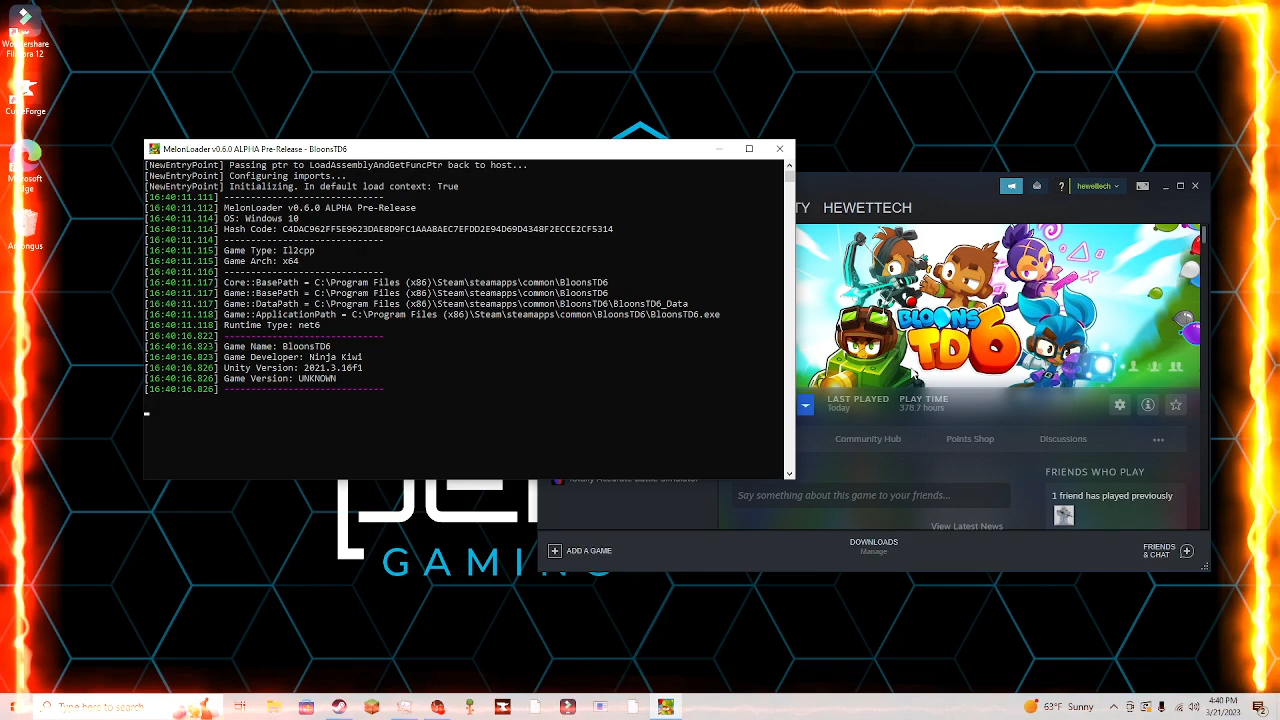 Wondershare
Filmora 12
CurseForge
Microsoft
Edge
Amongus
MelonLoader v0.6.0 ALPHA Pre-Release - BloonsTD6
[NewEntryPoint] Passing ptr to LoadAssemblyAndGetFuncPtr back to host...
[NewEntryPoint] Configuring imports...
[NewEntryPoint] Initializing. In default load context: True
[16:40:11.111] ------------------------------
[16:40:11.112] MelonLoader v0.6.0 ALPHA Pre-Release
[16:40:11.114] OS: Windows 10
[16:40:11.114] Hash Code: C4DAC962FF5E9623DAE8D9FC1AAA8AEC7EFDD2E94D69D4348F2ECCE2CF5314
[16:40:11.114] ------------------------------
[16:40:11.115] Game Type: Il2cpp
[16:40:11.115] Game Arch: x64
[16:40:11.116] ------------------------------
[16:40:11.117] Core::BasePath = C:\Program Files (x86)\Steam\steamapps\common\BloonsTD6
[16:40:11.117] Game::BasePath = C:\Program Files (x86)\Steam\steamapps\common\BloonsTD6
[16:40:11.117] Game::DataPath = C:\Program Files (x86)\Steam\steamapps\common\BloonsTD6\BloonsTD6_Data
[16:40:11.118] Game::ApplicationPath = C:\Program Files (x86)\Steam\steamapps\common\BloonsTD6\BloonsTD6.exe
[16:40:11.118] Runtime Type: net6
[16:40:16.822] ------------------------------
[16:40:16.823] Game Name: BloonsTD6
[16:40:16.823] Game Developer: Ninja Kiwi
[16:40:16.826] Unity Version: 2021.3.16f1
[16:40:16.826] Game Version: UNKNOWN
[16:40:16.826] ------------------------------
hewettech
TY HEWETTECH
BLOONS
TD6
LAST PLAYED PLAY TIME
Today 378.7 hours
Community Hub Points Shop Discussions
FRIENDS WHO PLAY
Say something about this game to your friends...
1 friend has played previously
View Latest News
ADD A GAME
DOWNLOADS
Manage
FRIENDS
& CHAT
GAMING
Type here to search
63°F Sunny
4:40 PM
3/21/2023